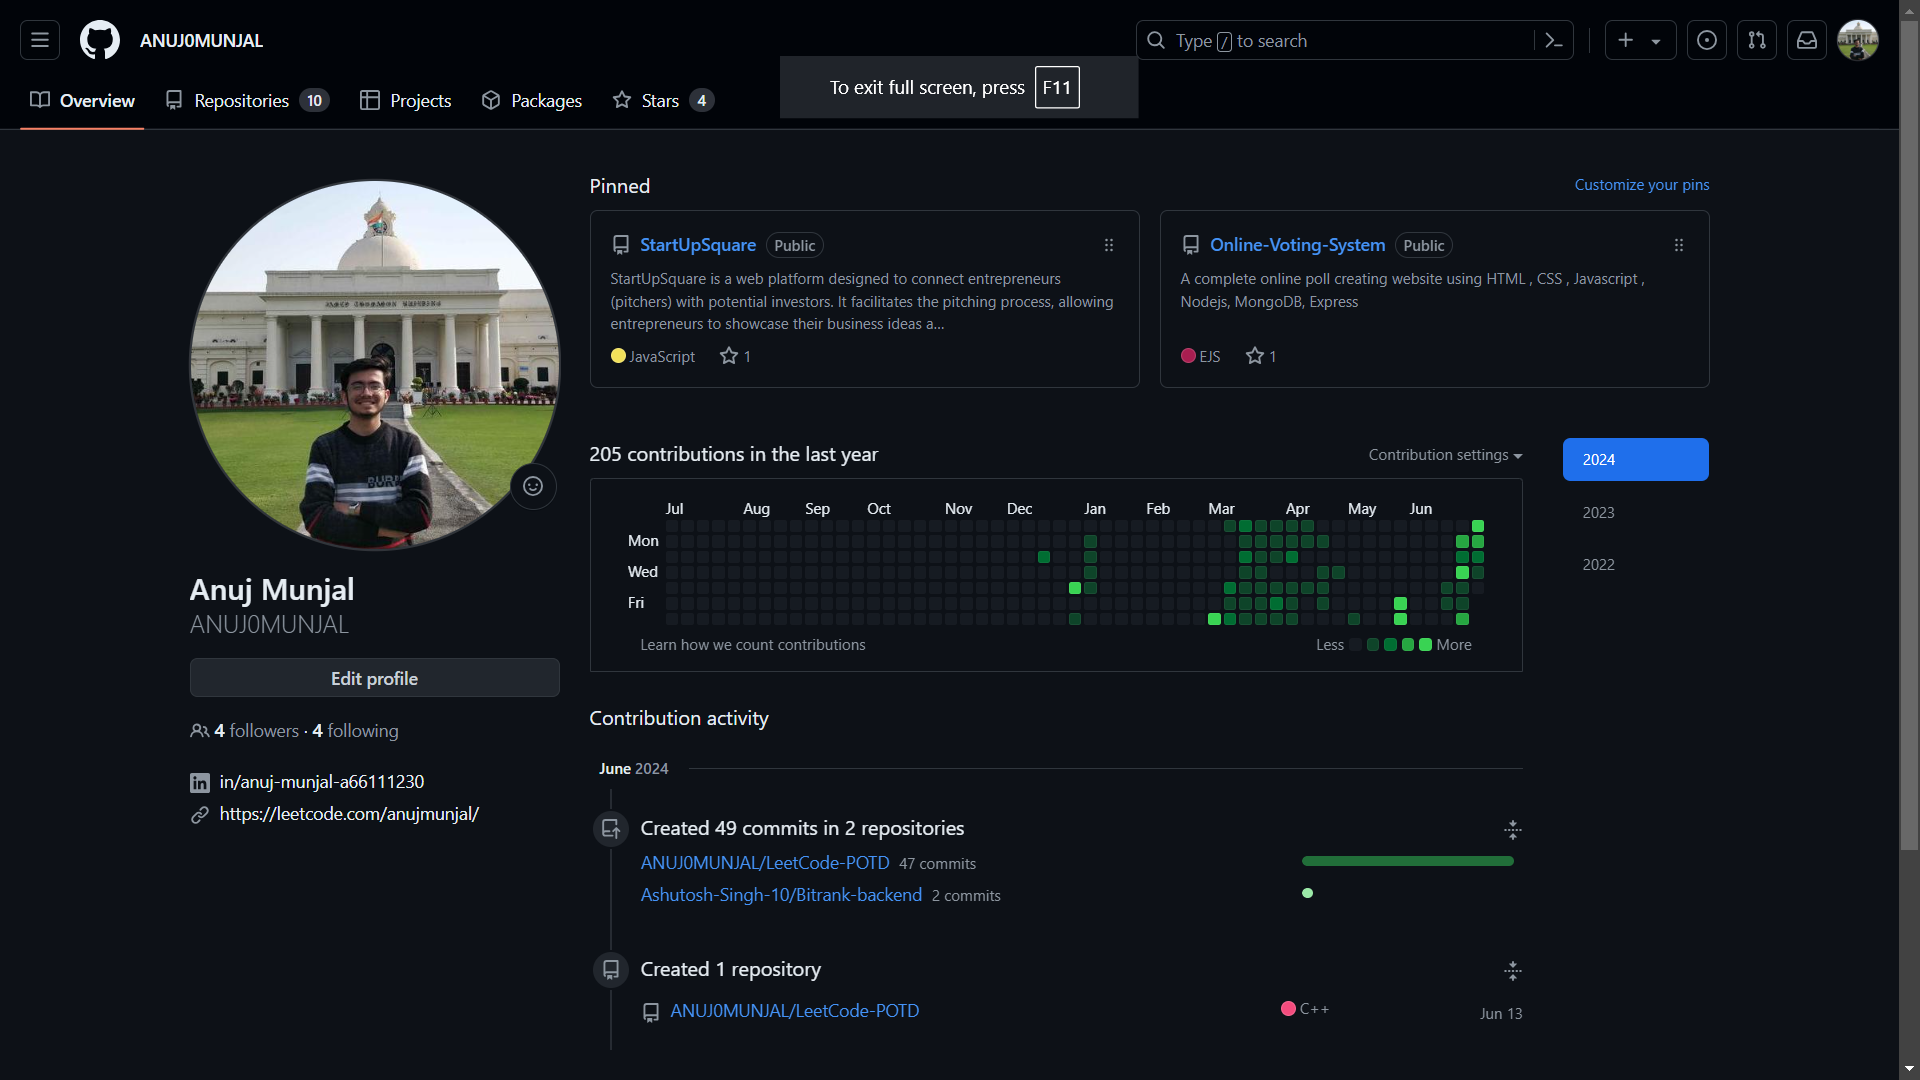 ANUJ0MUNJAL
Type / to search
Overview
Repositories 10
Projects
Packages
Stars 4
To exit full screen, press F11
Pinned
Customize your pins
StartUpSquare Public
StartUpSquare is a web platform designed to connect entrepreneurs
(pitchers) with potential investors. It facilitates the pitching process, allowing
entrepreneurs to showcase their business ideas a...
JavaScript 1
Online-Voting-System Public
A complete online poll creating website using HTML , CSS , Javascript ,
Nodejs, MongoDB, Express
EJS 1
Anuj Munjal
ANUJ0MUNJAL
Edit profile
4 followers · 4 following
in/anuj-munjal-a66111230
https://leetcode.com/anujmunjal/
205 contributions in the last year
Contribution settings
2024
2023
2022
Jul Aug Sep Oct Nov Dec Jan Feb Mar Apr May Jun
Mon
Wed
Fri
Learn how we count contributions
Less More
Contribution activity
June 2024
Created 49 commits in 2 repositories
ANUJ0MUNJAL/LeetCode-POTD 47 commits
Ashutosh-Singh-10/Bitrank-backend 2 commits
Created 1 repository
ANUJ0MUNJAL/LeetCode-POTD C++ Jun 13